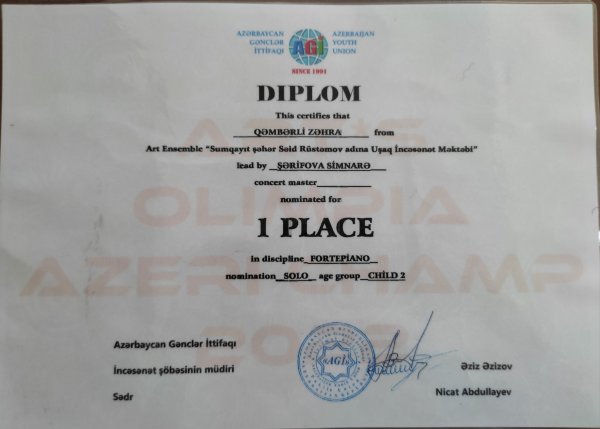 AZƏRBAYCAN GƏNCLƏR İTTİFAQI
AGİ
AZERBAIJAN YOUTH UNION
SINCE 1991
DIPLOM
This certifies that
QƏMBƏRLİ ZƏHRA from
Art Ensemble "Sumqayıt şəhər Səid Rüstəmov adına Uşaq İncəsənət Məktəbi"
lead by ŞƏRİFOVA SİMNARƏ
concert master
nominated for
1 PLACE
in discipline FORTEPİANO
nomination SOLO age group CHİLD 2
OLIMPIA
Azərbaycan Gənclər İttifaqı
İncəsənət şöbəsinin müdiri Əziz Əzizov
Sədr Nicat Abdullayev
"AGİ"